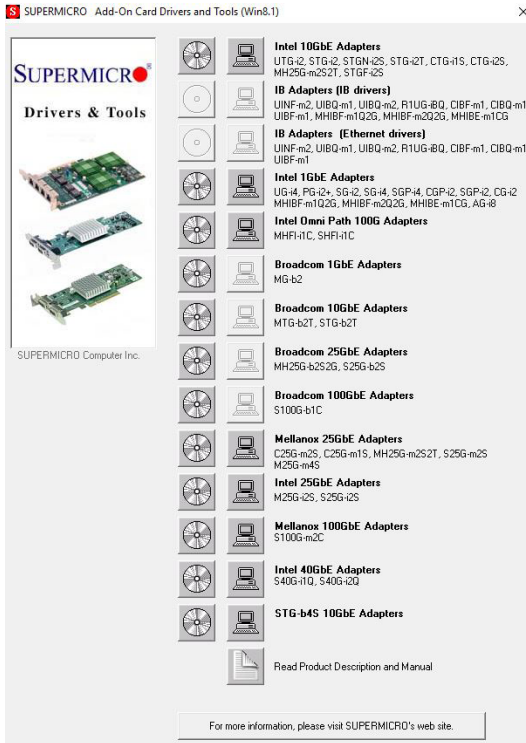 S SUPERMICRO Add-On Card Drivers and Tools (Win8.1)
SUPERMICRO®
Drivers & Tools
SUPERMICRO Computer Inc.
Intel 10GbE Adapters
UTG-i2, STG-i2, STGN-i2S, STG-i2T, CTG-i1S, CTG-i2S,
MH25G-m2S2T, STGF-i2S
IB Adapters (IB drivers)
UINF-m2, UIBQ-m1, UIBQ-m2, R1UG-iBQ, CIBF-m1, CIBQ-m1
UIBF-m1, MHIBF-m1Q2G, MHIBF-m2Q2G, MHIBE-m1CG
IB Adapters (Ethernet drivers)
UINF-m2, UIBQ-m1, UIBQ-m2, R1UG-iBQ, CIBF-m1, CIBQ-m1
UIBF-m1
Intel 1GbE Adapters
UG-i4, PG-i2+, SG-i2, SG-i4, SGP-i4, CGP-i2, SGP-i2, CG-i2
MHIBF-m1Q2G, MHIBF-m2Q2G, MHIBE-m1CG, AG-i8
Intel Omni Path 100G Adapters
MHFI-i1C, SHFI-i1C
Broadcom 1GbE Adapters
MG-b2
Broadcom 10GbE Adapters
MTG-b2T, STG-b2T
Broadcom 25GbE Adapters
MH25G-b2S2G, S25G-b2S
Broadcom 100GbE Adapters
S100G-b1C
Mellanox 25GbE Adapters
C25G-m2S, C25G-m1S, MH25G-m2S2T, S25G-m2S
M25G-m4S
Intel 25GbE Adapters
M25G-i2S, S25G-i2S
Mellanox 100GbE Adapters
S100G-m2C
Intel 40GbE Adapters
S40G-i1Q, S40G-i2Q
STG-b4S 10GbE Adapters
Read Product Description and Manual
For more information, please visit SUPERMICRO's web site.